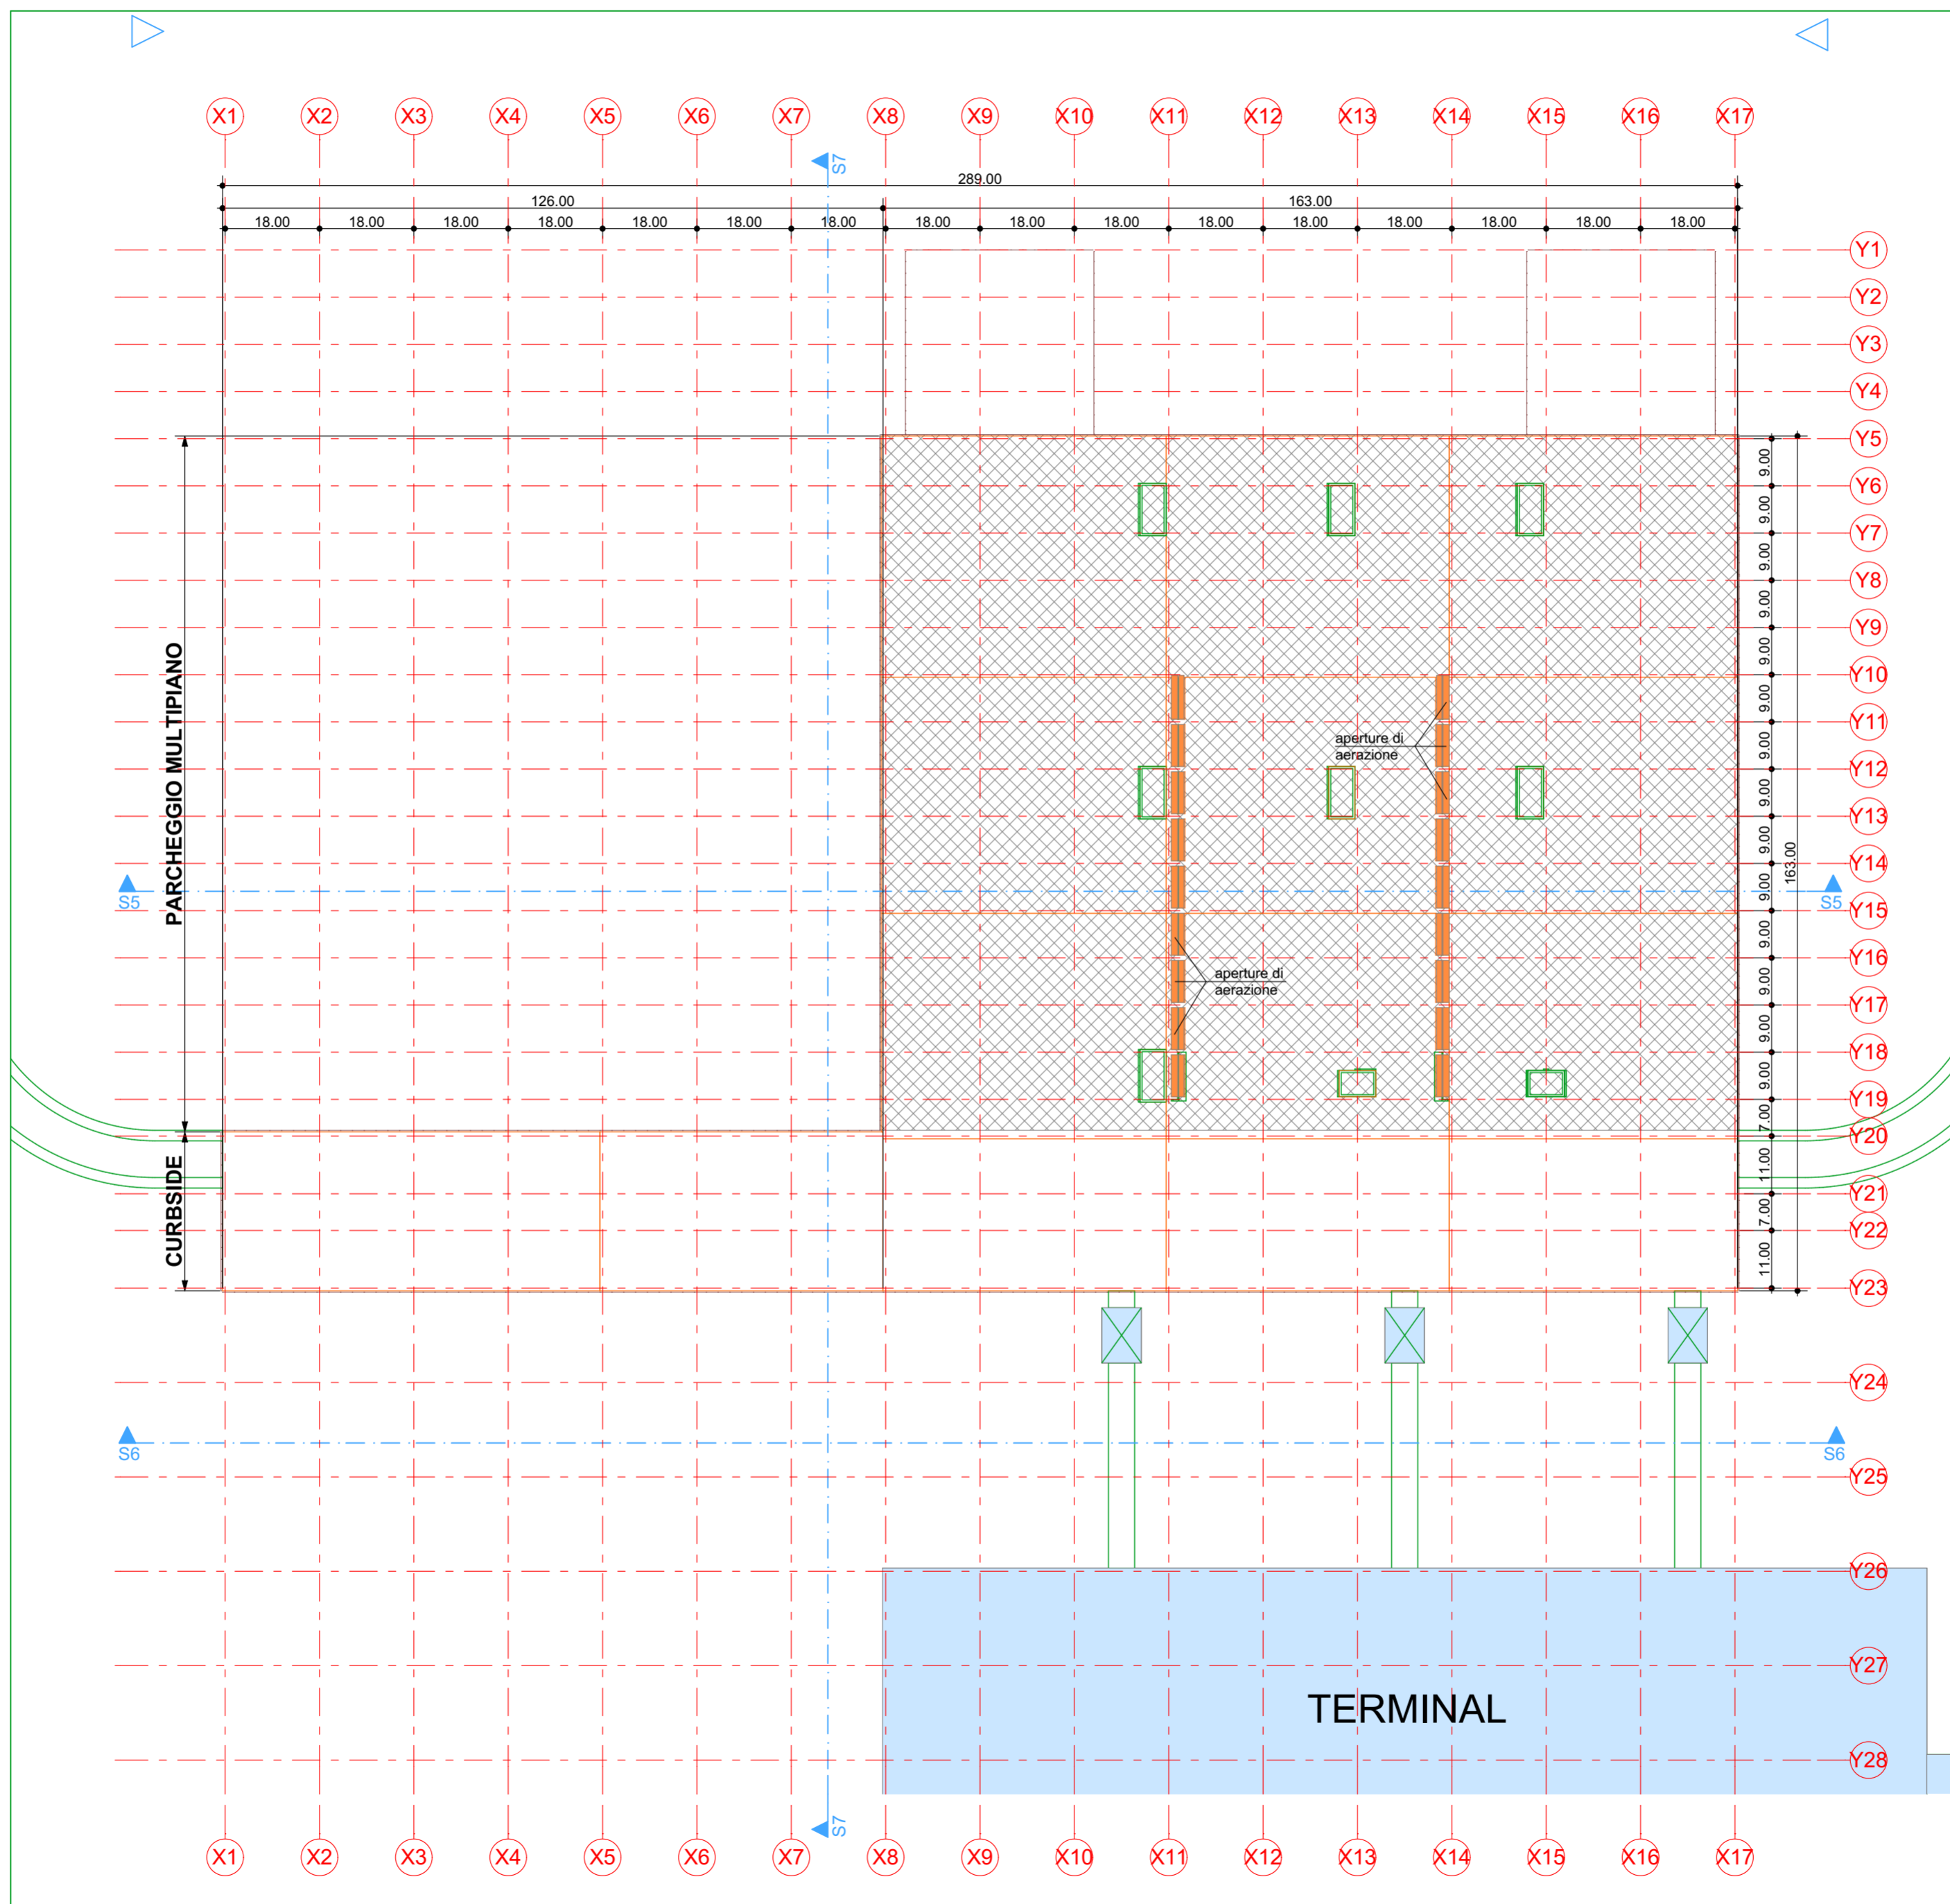 X1 X2 X3 X4 X5 X6 X7 X8 X9 X10 X11 X12 X13 X14 X15 X16 X17
S7
289.00
126.00 163.00
18.00 18.00 18.00 18.00 18.00 18.00 18.00 18.00 18.00 18.00 18.00 18.00 18.00 18.00 18.00 18.00
Y1
Y2
Y3
Y4
Y5
9.00
Y6
9.00
Y7
9.00
Y8
9.00
Y9
9.00
Y10
9.00
Y11
9.00
Y12
9.00
Y13
9.00
Y14
9.00
Y15
9.00
Y16
9.00
Y17
9.00
Y18
9.00
Y19
7.00
Y20
11.00
Y21
7.00
Y22
11.00
Y23
163.00
PARCHEGGIO MULTIPIANO
CURBSIDE
aperture di
aerazione
aperture di
aerazione
S5 S5
Y24
S6 S6
Y25
Y26
Y27
TERMINAL
Y28
S7
X1 X2 X3 X4 X5 X6 X7 X8 X9 X10 X11 X12 X13 X14 X15 X16 X17